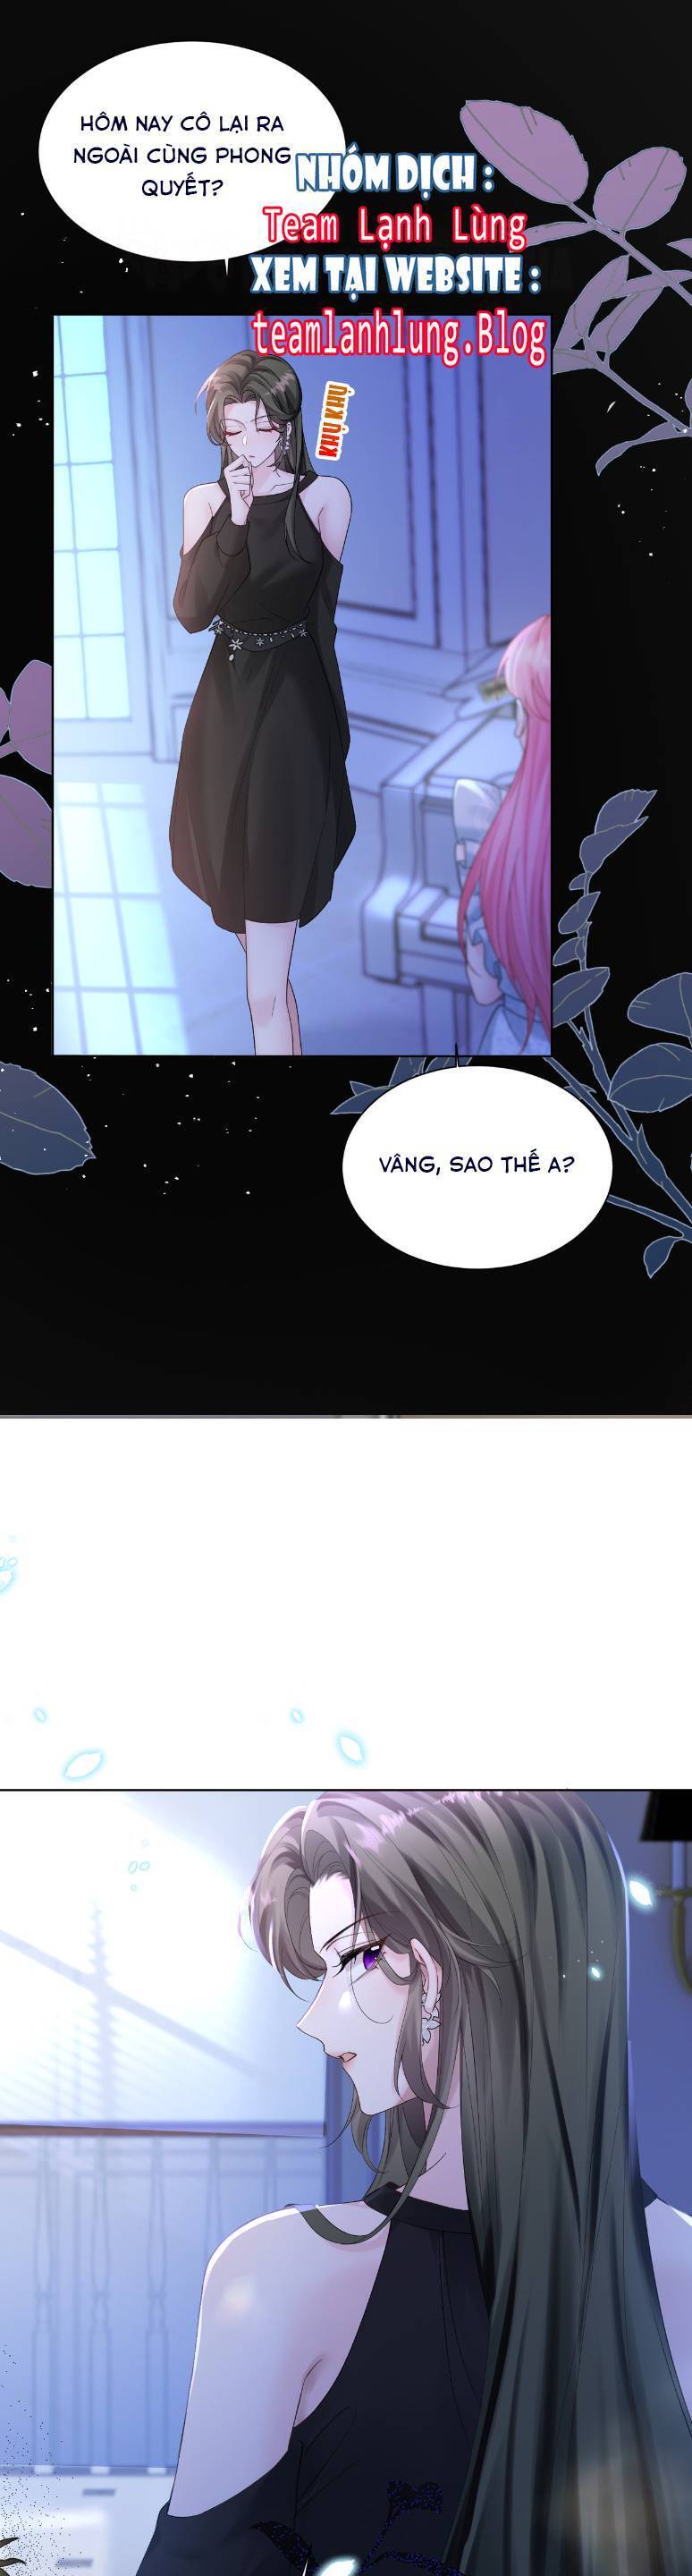 HÔM NAY CÔ LẠI RA
NGOÀI CÙNG PHONG
QUYẾT?
NHÓM DỊCH :
Team Lạnh Lùng
XEM TẠI WEBSITE :
teamlanhlung.Blog
KHỤ KHỤ
VÂNG, SAO THẾ Ạ?